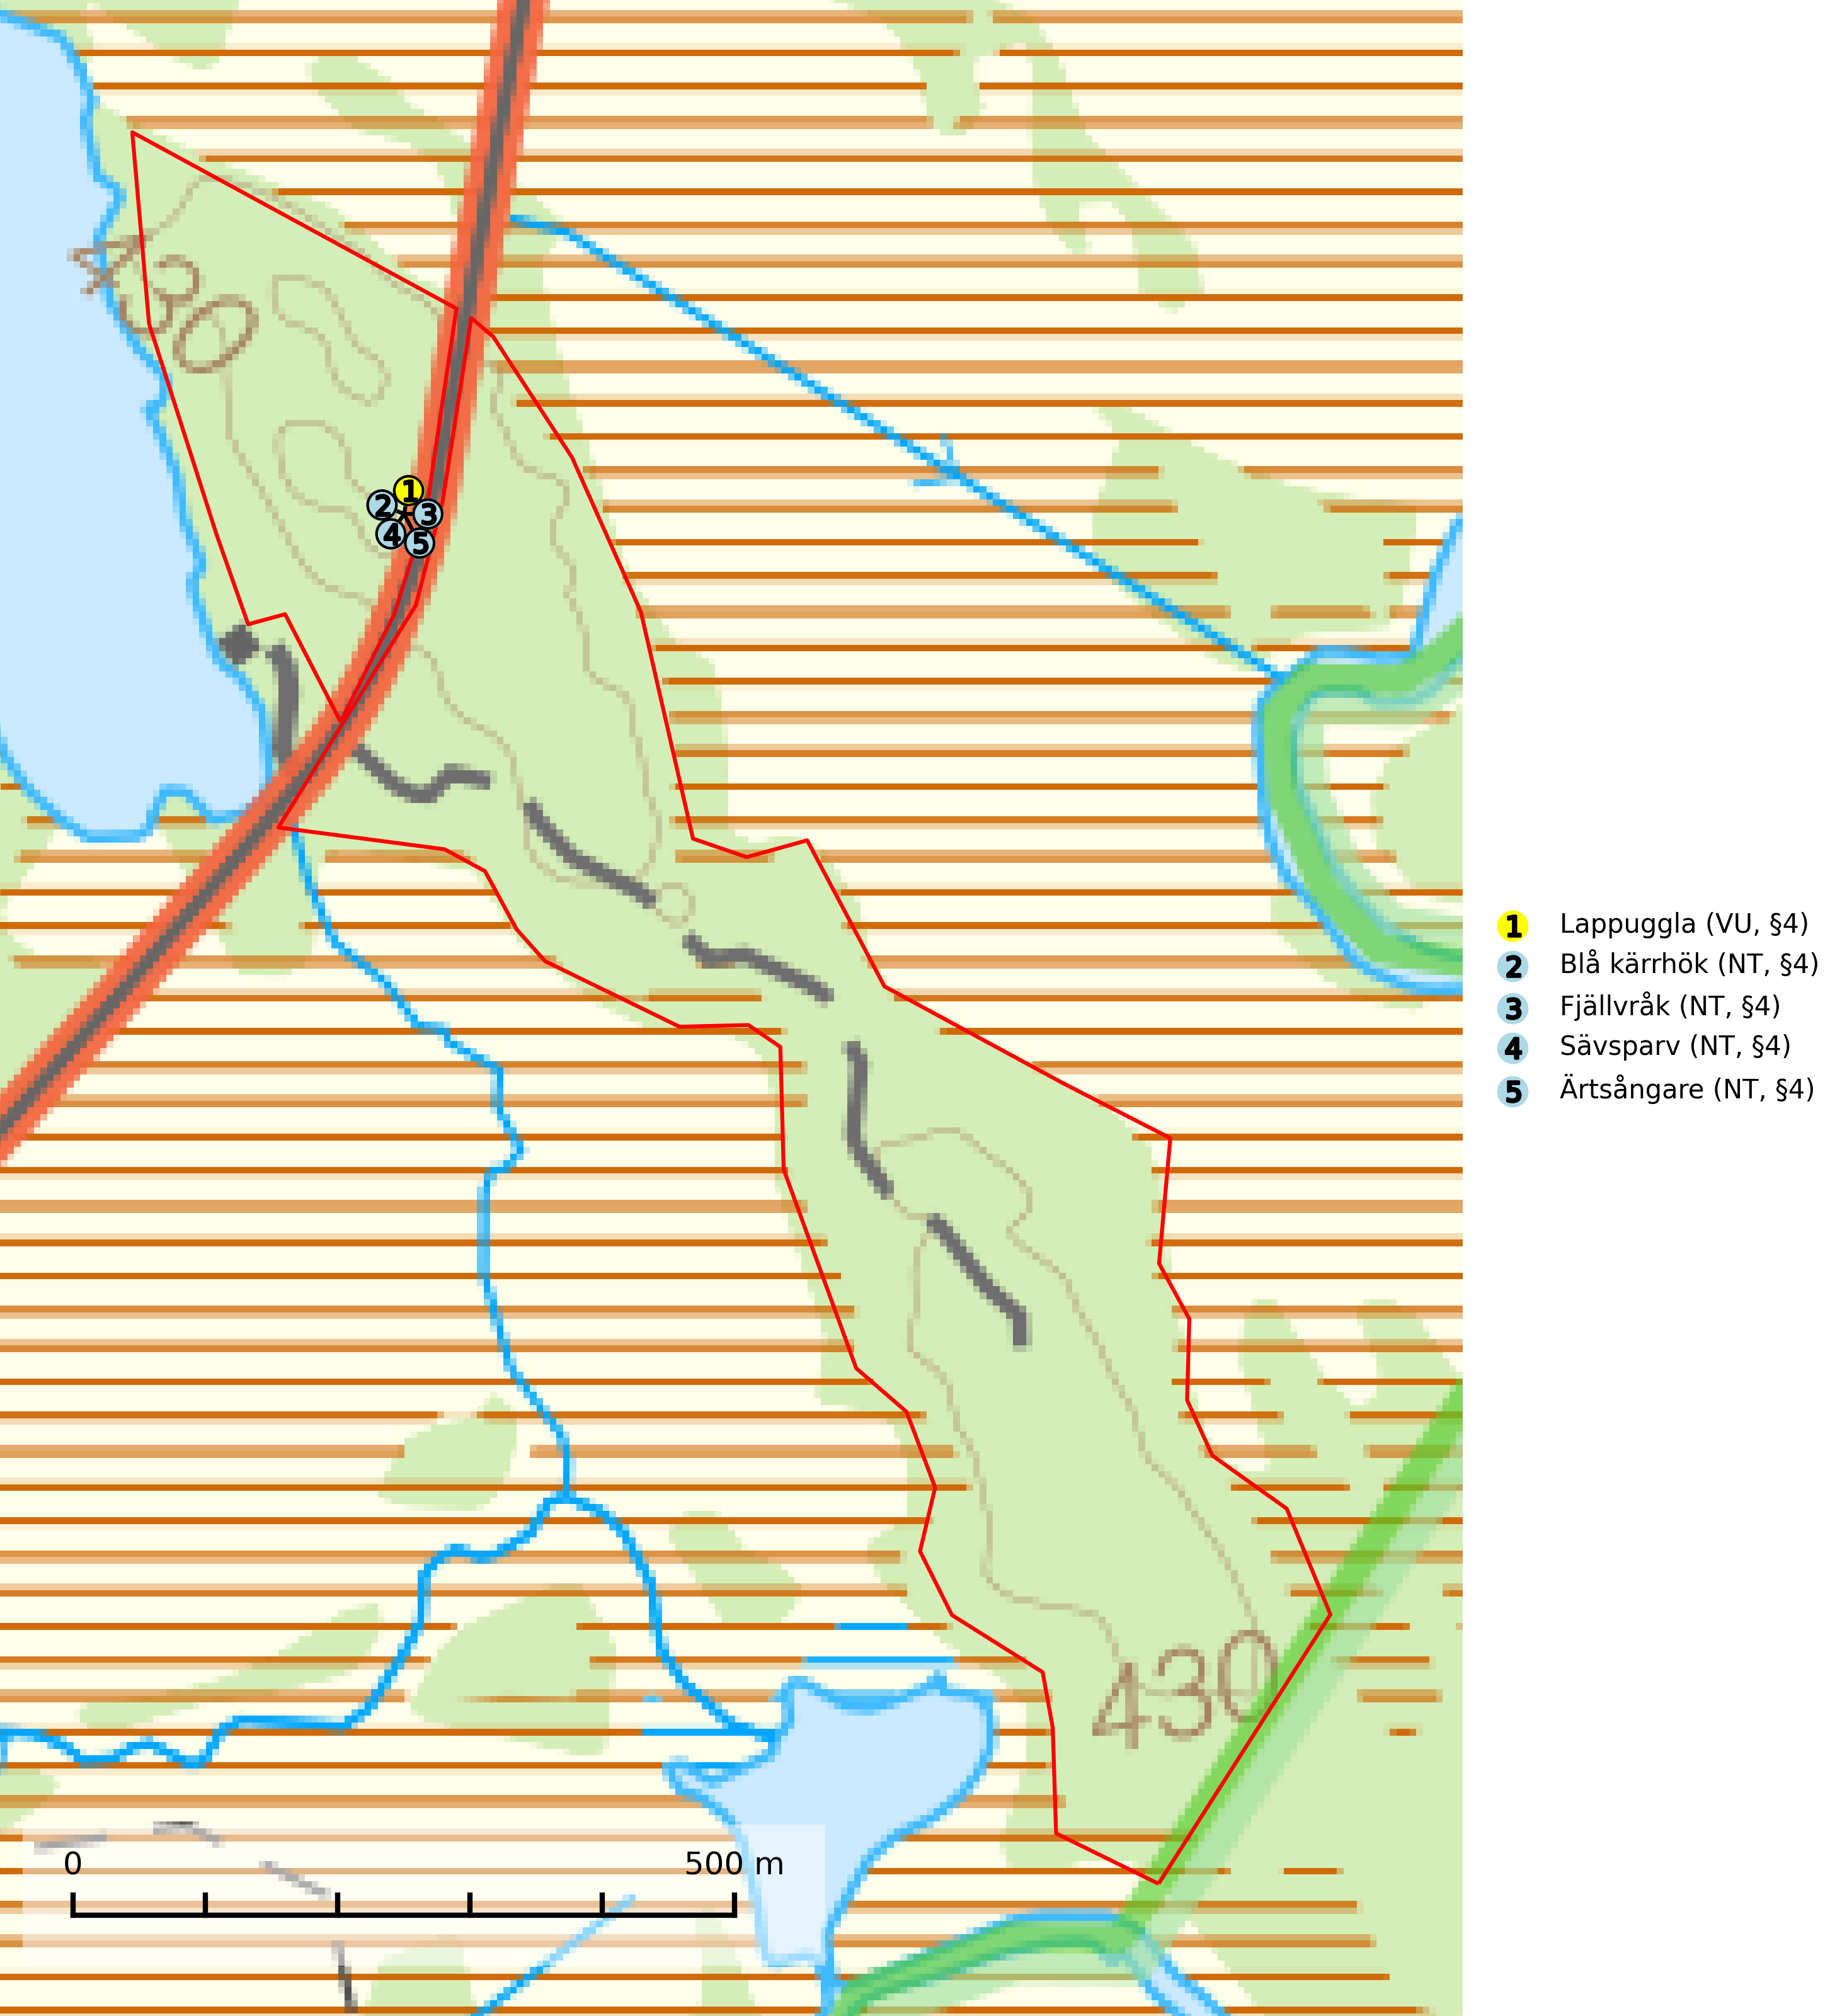 430
1
2
3
4
5
1 Lappuggla (VU, §4)
2 Blå kärrhök (NT, §4)
3 Fjällvråk (NT, §4)
4 Sävsparv (NT, §4)
5 Ärtsångare (NT, §4)
430
0 500 m